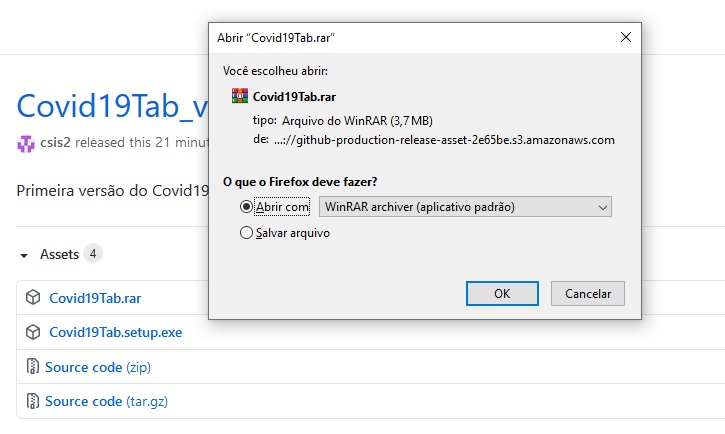 Abrir "Covid19Tab.rar"
Você escolheu abrir:
Covid19Tab.rar
tipo: Arquivo do WinRAR (3,7 MB)
de: ...://github-production-release-asset-2e65be.s3.amazonaws.com
O que o Firefox deve fazer?
Abrir com WinRAR archiver (aplicativo padrão)
Salvar arquivo
OK Cancelar
Covid19Tab_v
csis2 released this 21 minut
Primeira versão do Covid19
Assets 4
Covid19Tab.rar
Covid19Tab.setup.exe
Source code (zip)
Source code (tar.gz)